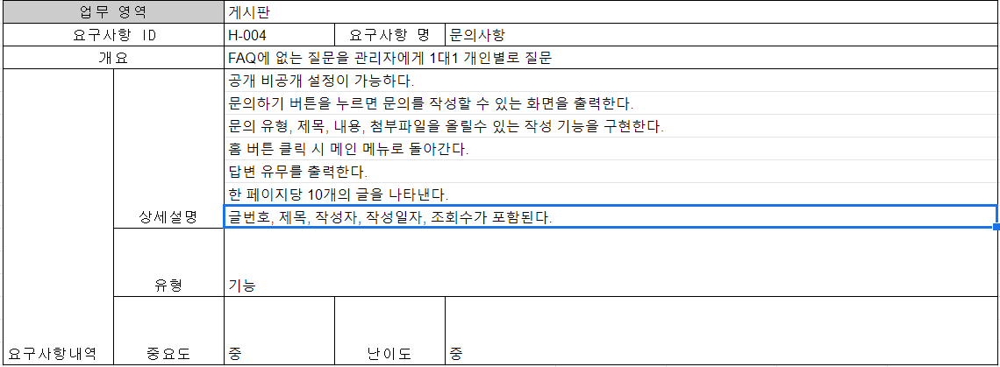 업무 영역 게시판
요구사항 ID H-004 요구사항 명 문의사항
개요 FAQ에 없는 질문을 관리자에게 1대1 개인별로 질문
공개 비공개 설정이 가능하다.
문의하기 버튼을 누르면 문의를 작성할 수 있는 화면을 출력한다.
문의 유형, 제목, 내용, 첨부파일을 올릴수 있는 작성 기능을 구현한다.
홈 버튼 클릭 시 메인 메뉴로 돌아간다.
답변 유무를 출력한다.
한 페이지당 10개의 글을 나타낸다.
상세설명 글번호, 제목, 작성자, 작성일자, 조회수가 포함된다.
유형 기능
요구사항내역 중요도 중 난이도 중